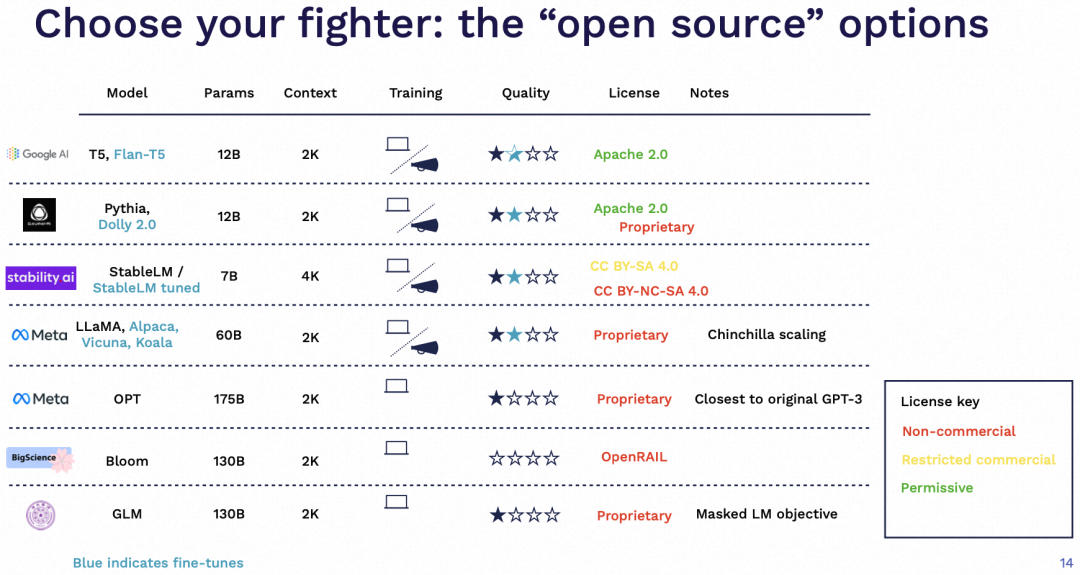 Choose your fighter: the “open source” options
Model Params Context Training Quality License Notes
Google AI T5, Flan-T5 12B 2K Apache 2.0
Pythia,
Dolly 2.0
12B 2K
Apache 2.0
Proprietary
stability ai
StableLM /
StableLM tuned
7B 4K
CC BY-SA 4.0
CC BY-NC-SA 4.0
Meta
LLaMA, Alpaca,
Vicuna, Koala
60B 2K Proprietary Chinchilla scaling
Meta OPT 175B 2K Proprietary Closest to original GPT-3
BigScience Bloom 130B 2K OpenRAIL
GLM 130B 2K Proprietary Masked LM objective
License key
Non-commercial
Restricted commercial
Permissive
Blue indicates fine-tunes
14